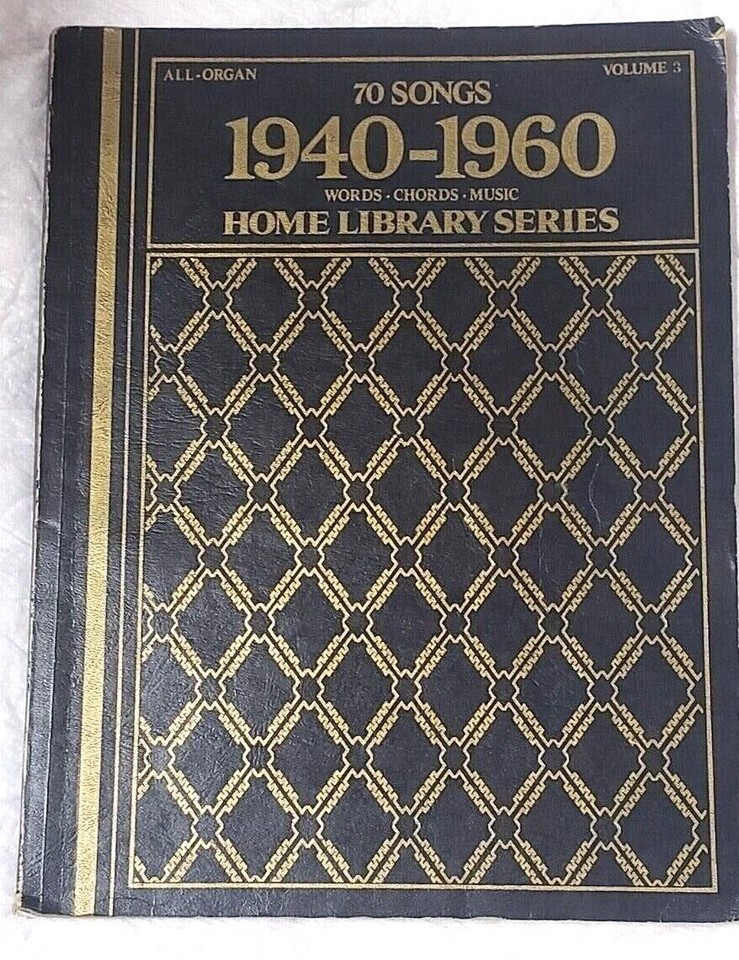 ALL-ORGAN
VOLUME 3
70 SONGS
1940-1960
WORDS · CHORDS · MUSIC
HOME LIBRARY SERIES